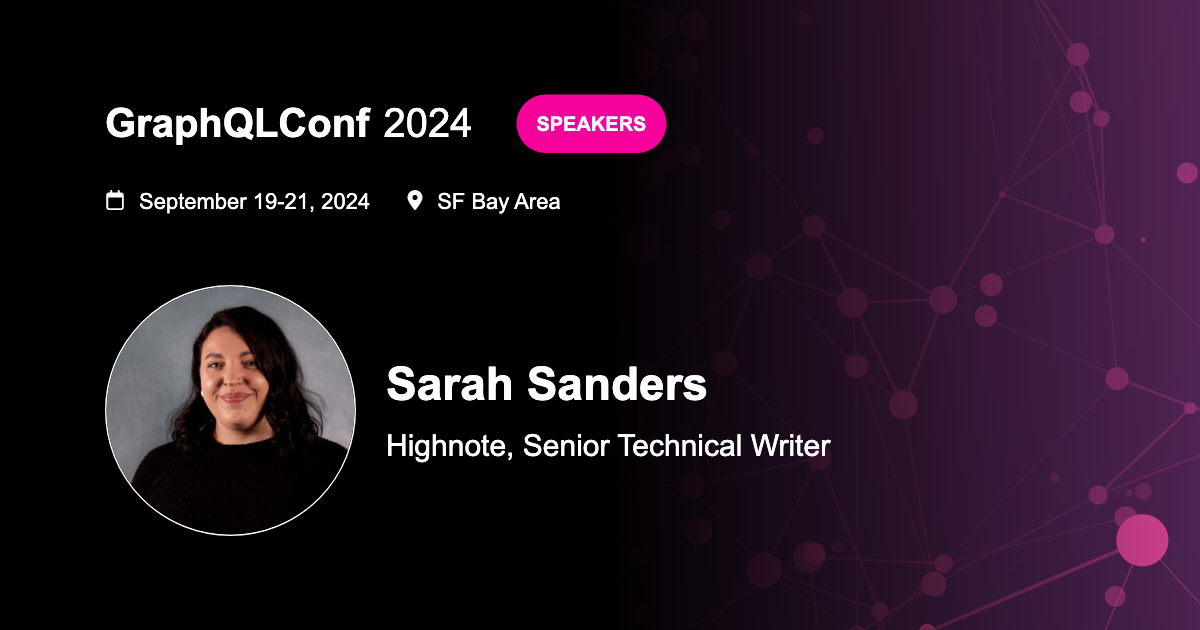 GraphQLConf 2024
SPEAKERS
September 19-21, 2024
SF Bay Area
Sarah Sanders
Highnote, Senior Technical Writer